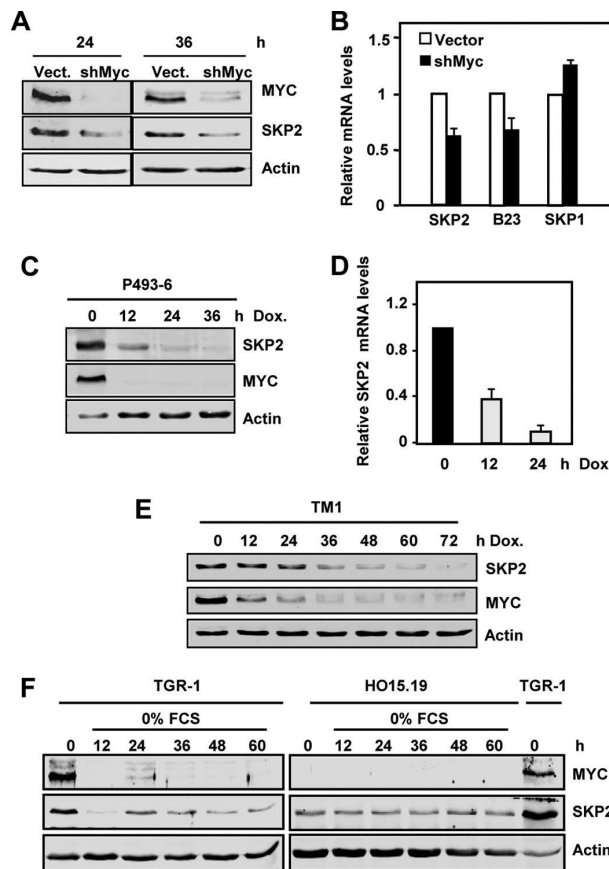 A
24 36 h
Vect. shMyc Vect. shMyc
MYC
SKP2
Actin
B
Relative mRNA levels
1.5
1
0.5
0
Vector
shMyc
SKP2 B23 SKP1
C
P493-6
0 12 24 36 h Dox.
SKP2
MYC
Actin
D
Relative SKP2 mRNA levels
1.2
0.8
0.4
0
0 12 24 h Dox
E
TM1
0 12 24 36 48 60 72 h Dox.
SKP2
MYC
Actin
F
TGR-1 HO15.19 TGR-1
0% FCS 0% FCS
0 12 24 36 48 60 0 12 24 36 48 60 0 h
MYC
SKP2
Actin